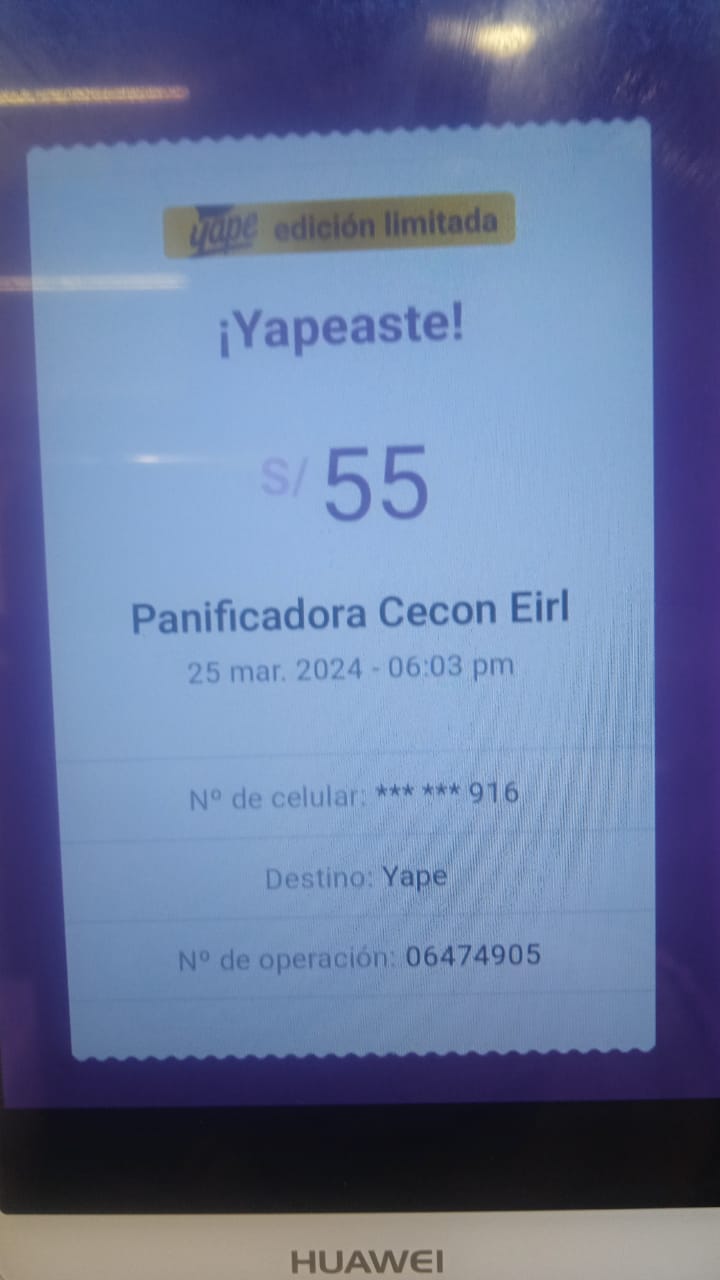 yape edición limitada
¡Yapeaste!
S/ 55
Panificadora Cecon Eirl
25 mar. 2024 - 06:03 pm
Nº de celular: *** *** 916
Destino: Yape
Nº de operación: 06474905
HUAWEI